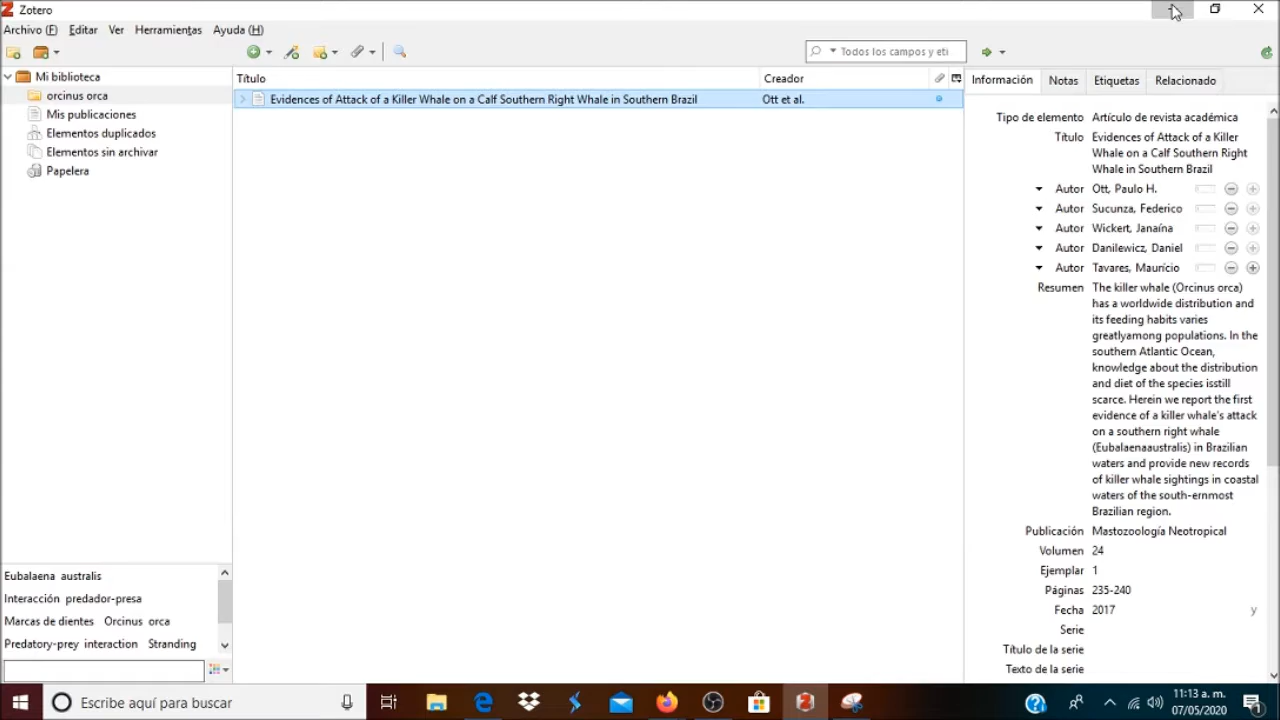 Zotero
Archivo (F) Editar Ver Herramientas Ayuda (H)
Todos los campos y eti
Mi biblioteca
orcinus orca
Mis publicaciones
Elementos duplicados
Elementos sin archivar
Papelera
Título Creador
Evidences of Attack of a Killer Whale on a Calf Southern Right Whale in Southern Brazil Ott et al.
Información Notas Etiquetas Relacionado
Tipo de elemento Artículo de revista académica
Título Evidences of Attack of a Killer
Whale on a Calf Southern Right
Whale in Southern Brazil
Autor Ott, Paulo H.
Autor Sucunza, Federico
Autor Wickert, Janaína
Autor Danilewicz, Daniel
Autor Tavares, Maurício
Resumen The killer whale (Orcinus orca)
has a worldwide distribution and
its feeding habits varies
greatlyamong populations. In the
southern Atlantic Ocean,
knowledge about the distribution
and diet of the species isstill
scarce. Herein we report the first
evidence of a killer whale's attack
on a southern right whale
(Eubalaenaaustralis) in Brazilian
waters and provide new records
of killer whale sightings in coastal
waters of the south-ernmost
Brazilian region.
Publicación Mastozoología Neotropical
Volumen 24
Ejemplar 1
Páginas 235-240
Fecha 2017 y
Serie
Título de la serie
Texto de la serie
Eubalaena australis
Interacción predador-presa
Marcas de dientes Orcinus orca
Predatory-prey interaction Stranding
Escribe aquí para buscar
11:13 a. m.
07/05/2020
1